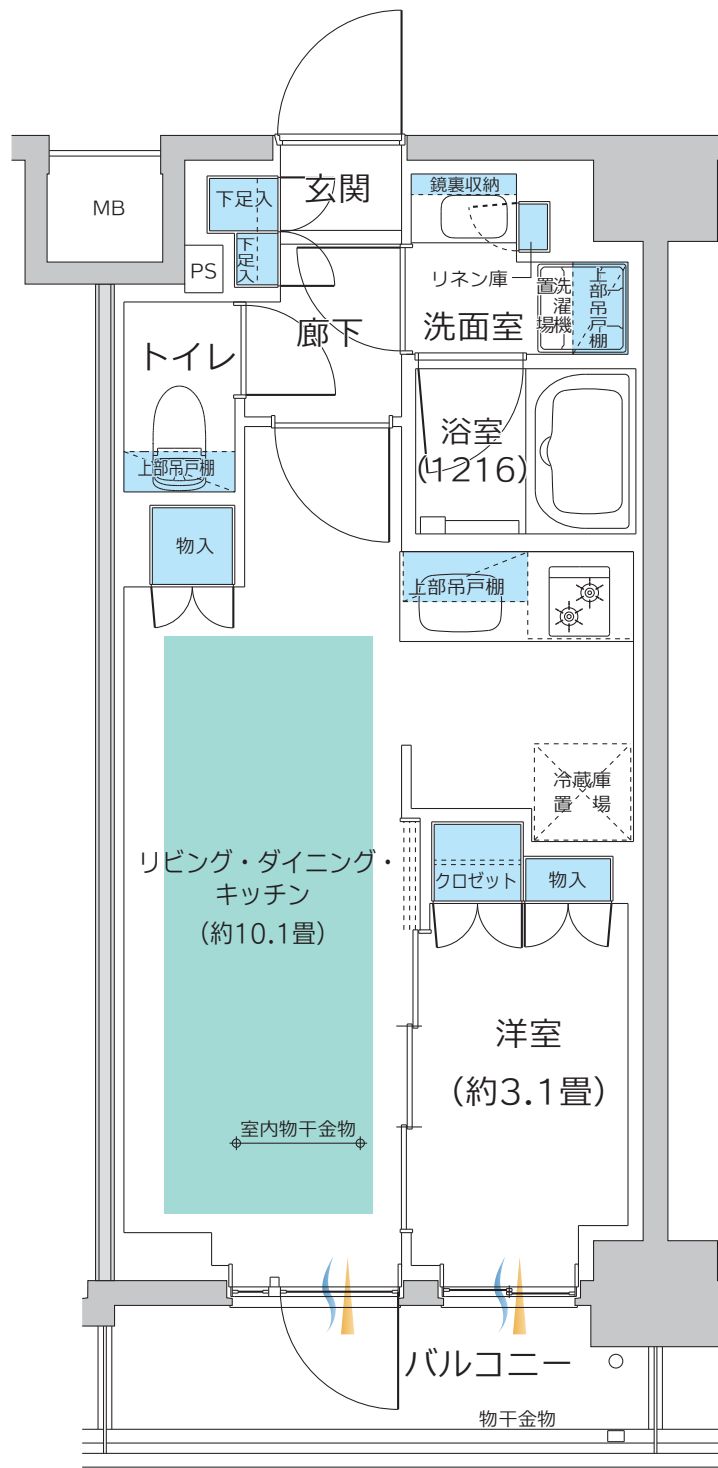 MB
下足入
玄関
鏡裏収納
下足入
PS
リネン庫
洗濯機
置場
上部吊戸棚
廊下
洗面室
トイレ
浴室
(1216)
上部吊戸棚
物入
上部吊戸棚
冷蔵庫
置場
リビング・ダイニング・
キッチン
(約10.1畳)
クロゼット
物入
洋室
(約3.1畳)
室内物干金物
バルコニー
物干金物